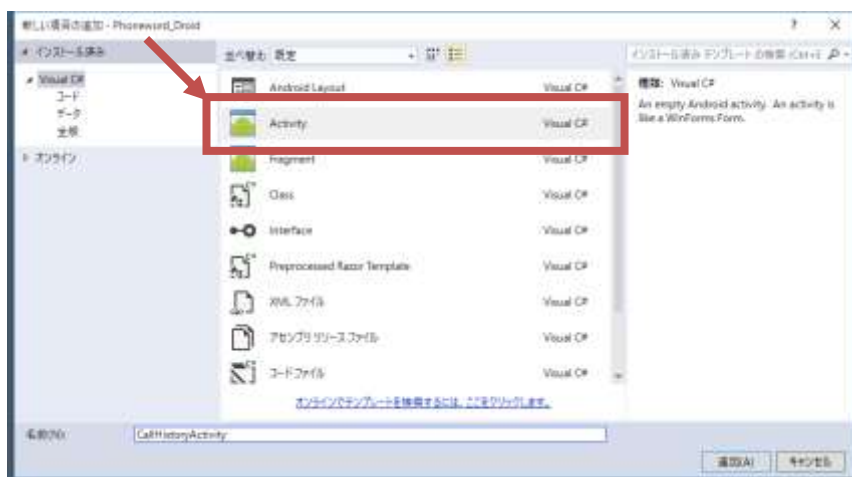 新しい項目の追加 - Phoneword_Droid
インストール済み
並べ替え: 既定
インストール済み テンプレート の検索 (Ctrl+E)
Visual C#
コード
データ
全般
オンライン
Android Layout Visual C#
Activity Visual C#
Fragment Visual C#
Class Visual C#
Interface Visual C#
Preprocessed Razor Template Visual C#
XML ファイル Visual C#
アセンブリ リソース ファイル Visual C#
コード ファイル Visual C#
オンラインでテンプレートを検索するには、ここをクリックします。
種類: Visual C#
An empty Android activity. An activity is
like a WinForms Form.
名前(N): CallHistoryActivity
追加(A) キャンセル